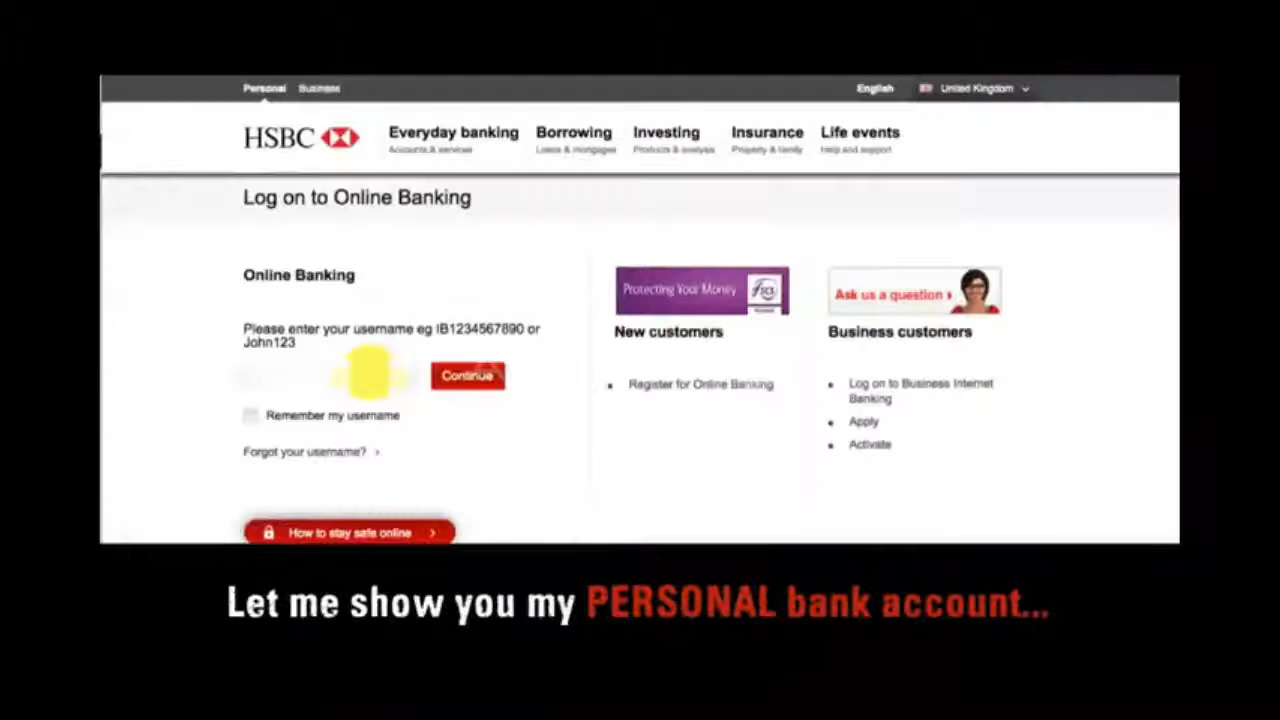 Personal Business English United Kingdom
HSBC Everyday banking Borrowing Investing Insurance Life events
Accounts & services Loans & mortgages Products & analysis Property & family Help and support
Log on to Online Banking
Online Banking
Please enter your username eg IB1234567890 or
John123
Continue
Remember my username
Forgot your username? ›
How to stay safe online
Protecting Your Money
New customers
Register for Online Banking
Ask us a question
Business customers
Log on to Business Internet
Banking
Apply
Activate
Let me show you my PERSONAL bank account...